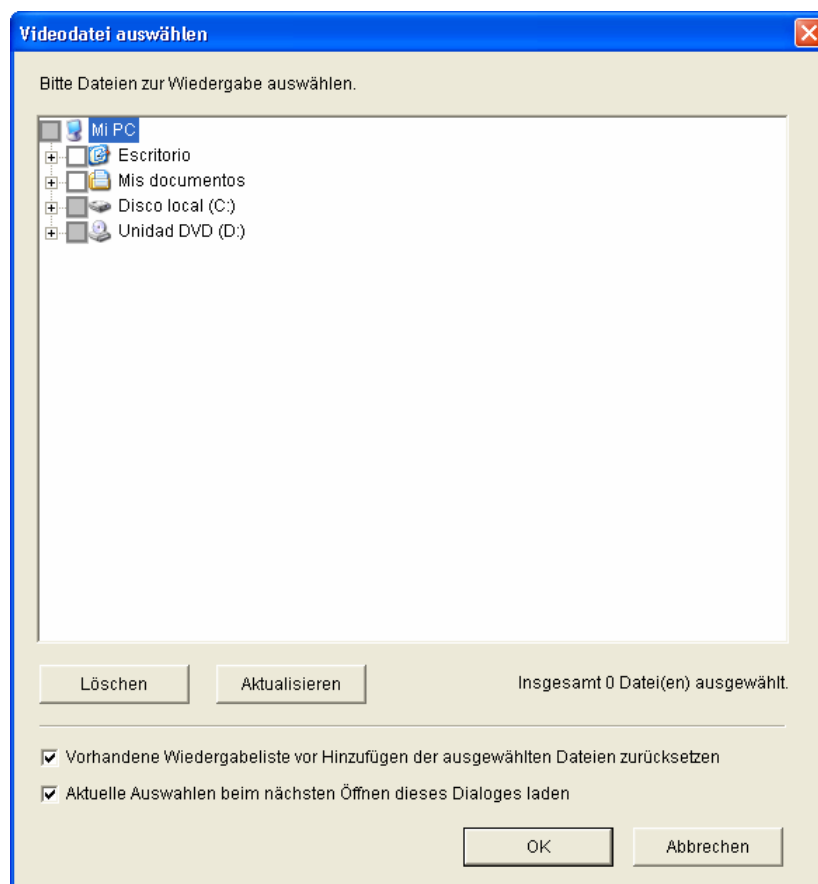 Videodatei auswählen
Bitte Dateien zur Wiedergabe auswählen.
Mi PC
Escritorio
Mis documentos
Disco local (C:)
Unidad DVD (D:)
Löschen Aktualisieren Insgesamt 0 Datei(en) ausgewählt.
Vorhandene Wiedergabeliste vor Hinzufügen der ausgewählten Dateien zurücksetzen
Aktuelle Auswahlen beim nächsten Öffnen dieses Dialoges laden
OK Abbrechen